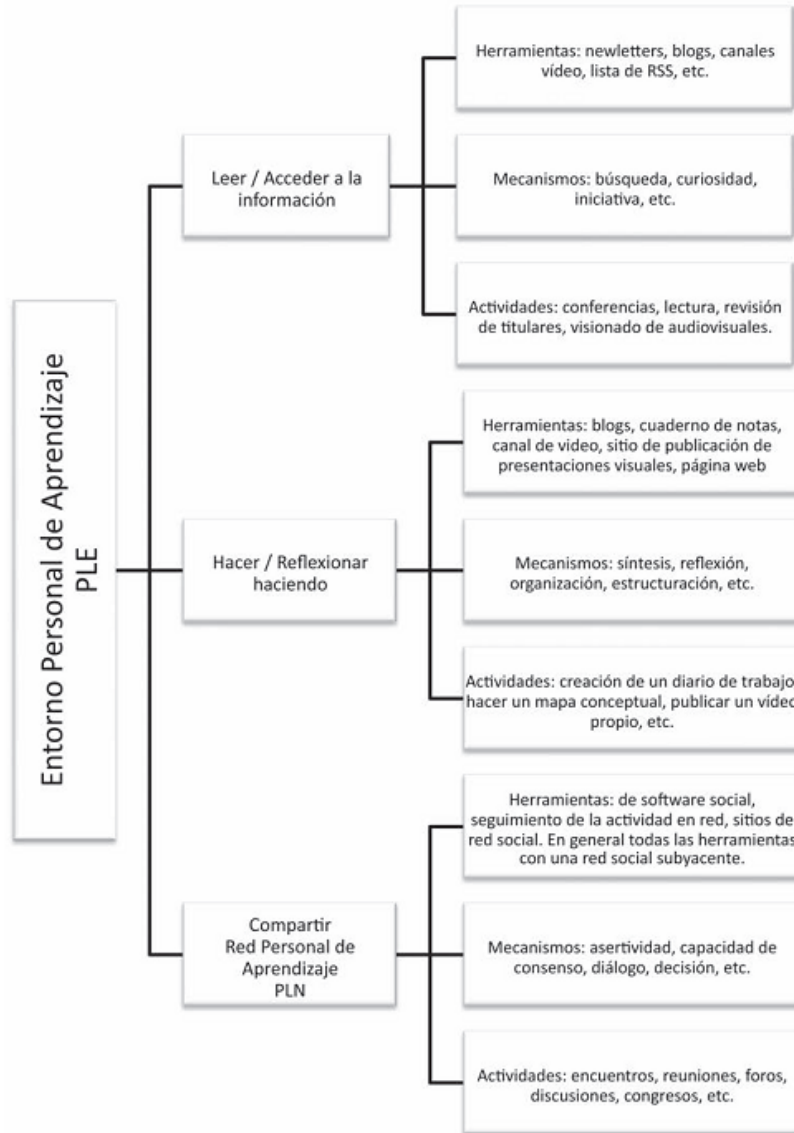 Entorno Personal de Aprendizaje
PLE
Leer / Acceder a la
información
Herramientas: newletters, blogs, canales
vídeo, lista de RSS, etc.
Mecanismos: búsqueda, curiosidad,
iniciativa, etc.
Actividades: conferencias, lectura, revisión
de titulares, visionado de audiovisuales.
Hacer / Reflexionar
haciendo
Herramientas: blogs, cuaderno de notas,
canal de video, sitio de publicación de
presentaciones visuales, página web
Mecanismos: síntesis, reflexión,
organización, estructuración, etc.
Actividades: creación de un diario de trabajo
hacer un mapa conceptual, publicar un vídeo
propio, etc.
Compartir
Red Personal de
Aprendizaje
PLN
Herramientas: de software social,
seguimiento de la actividad en red, sitios de
red social. En general todas las herramientas
con una red social subyacente.
Mecanismos: asertividad, capacidad de
consenso, diálogo, decisión, etc.
Actividades: encuentros, reuniones, foros,
discusiones, congresos, etc.